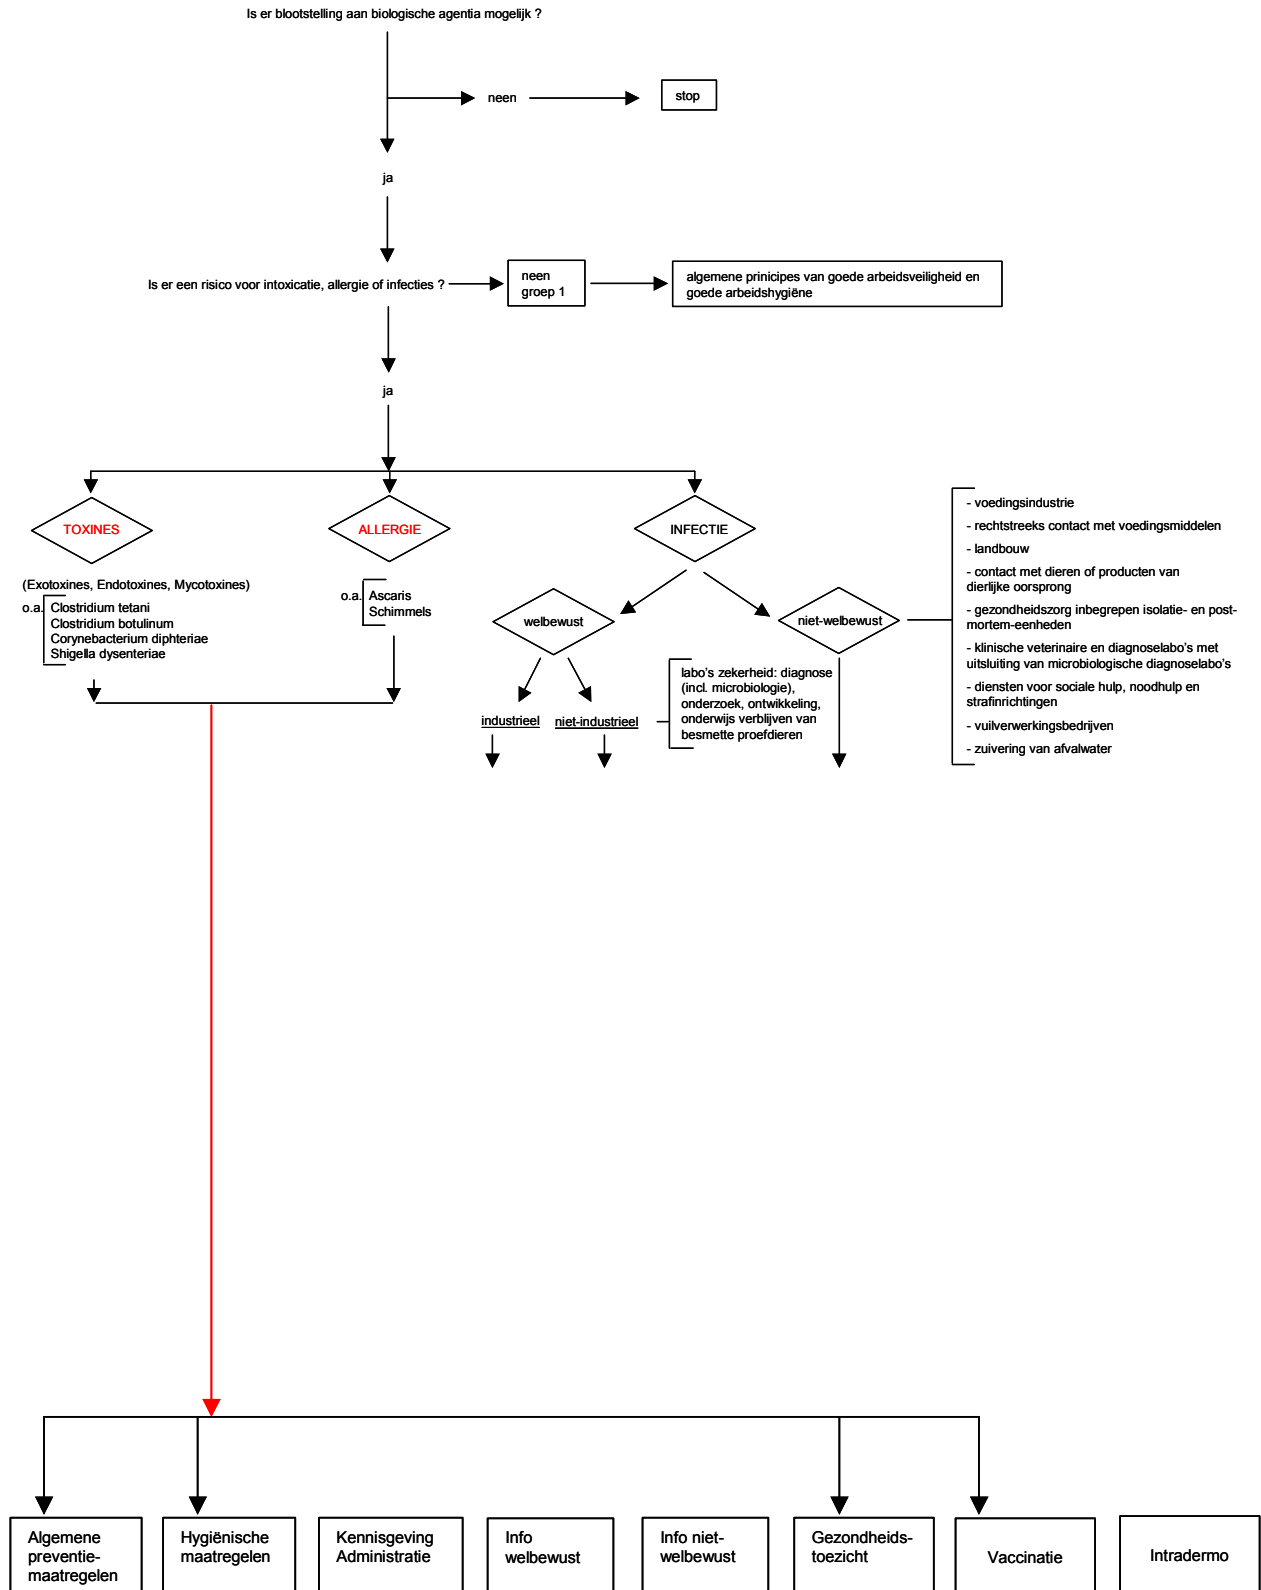 Is er blootstelling aan biologische agentia mogelijk ?
neen
stop
ja
Is er een risico voor intoxicatie, allergie of infecties ?
neen
groep 1
algemene prinicipes van goede arbeidsveiligheid en
goede arbeidshygiëne
ja
TOXINES
ALLERGIE
INFECTIE
(Exotoxines, Endotoxines, Mycotoxines)
o.a. Clostridium tetani
Clostridium botulinum
Corynebacterium diphteriae
Shigella dysenteriae
o.a. Ascaris
Schimmels
welbewust
niet-welbewust
industrieel
niet-industrieel
labo's zekerheid: diagnose
(incl. microbiologie),
onderzoek, ontwikkeling,
onderwijs verblijven van
besmette proefdieren
- voedingsindustrie
- rechtstreeks contact met voedingsmiddelen
- landbouw
- contact met dieren of producten van
dierlijke oorsprong
- gezondheidszorg inbegrepen isolatie- en post-
mortem-eenheden
- klinische veterinaire en diagnoselabo's met
uitsluiting van microbiologische diagnoselabo's
- diensten voor sociale hulp, noodhulp en
strafinrichtingen
- vuilverwerkingsbedrijven
- zuivering van afvalwater
Algemene
preventie-
maatregelen
Hygiënische
maatregelen
Kennisgeving
Administratie
Info
welbewust
Info niet-
welbewust
Gezondheids-
toezicht
Vaccinatie
Intradermo